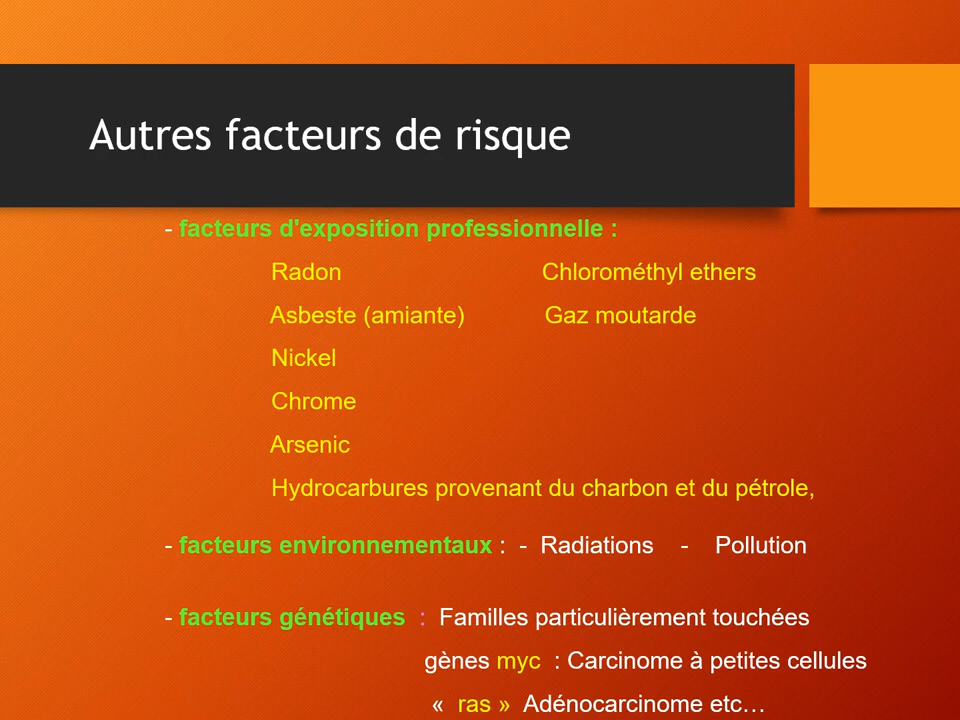 Autres facteurs de risque
- facteurs d'exposition professionnelle :
Radon Chlorométhyl ethers
Asbeste (amiante) Gaz moutarde
Nickel
Chrome
Arsenic
Hydrocarbures provenant du charbon et du pétrole,
- facteurs environnementaux : - Radiations - Pollution
- facteurs génétiques : Familles particulièrement touchées
gènes myc : Carcinome à petites cellules
« ras » Adénocarcinome etc…